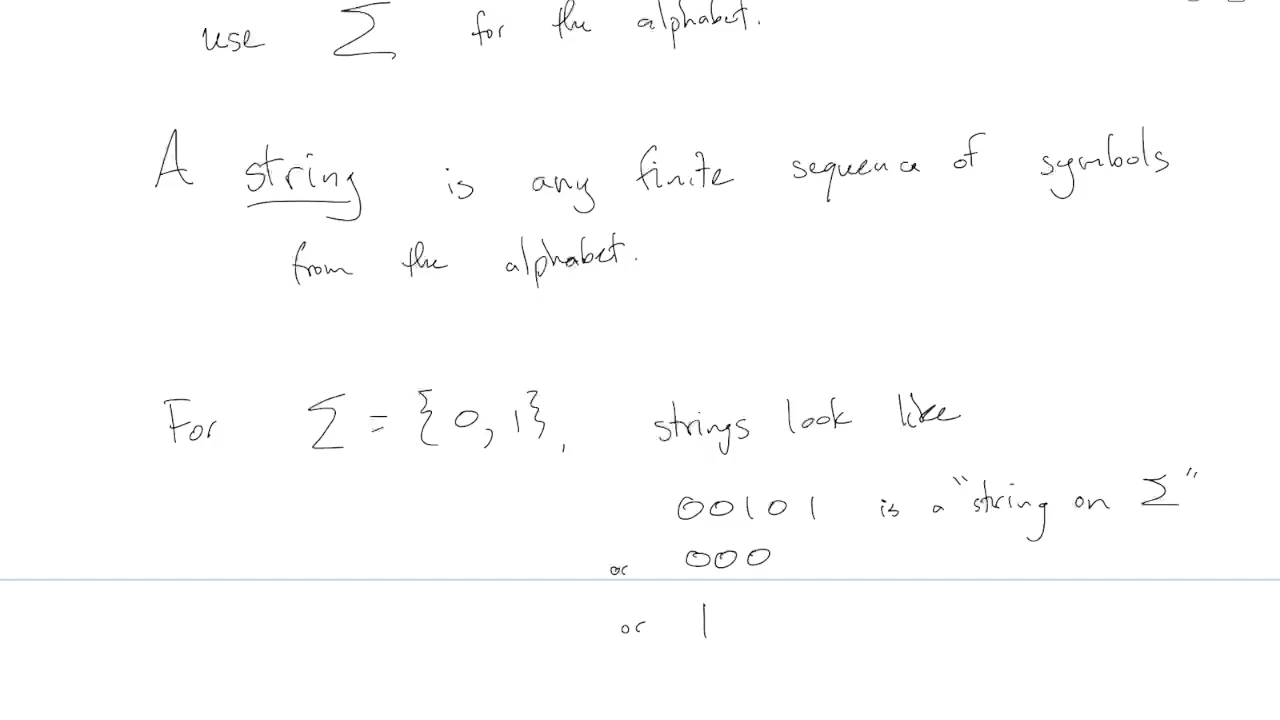 use Σ for the alphabet.
A string is any finite sequence of symbols
from the alphabet.
For Σ = {0, 1}, strings look like
00101 is a "string on Σ"
or 000
or 1